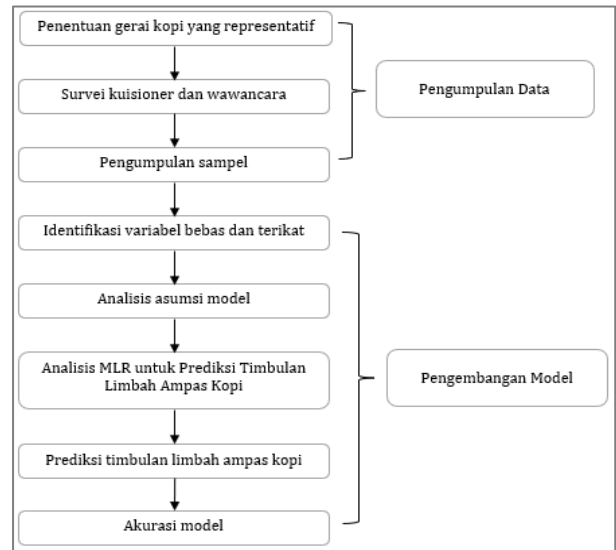 Penentuan gerai kopi yang representatif
Survei kuisioner dan wawancara
Pengumpulan sampel
Pengumpulan Data
Identifikasi variabel bebas dan terikat
Analisis asumsi model
Analisis MLR untuk Prediksi Timbulan
Limbah Ampas Kopi
Prediksi timbulan limbah ampas kopi
Akurasi model
Pengembangan Model